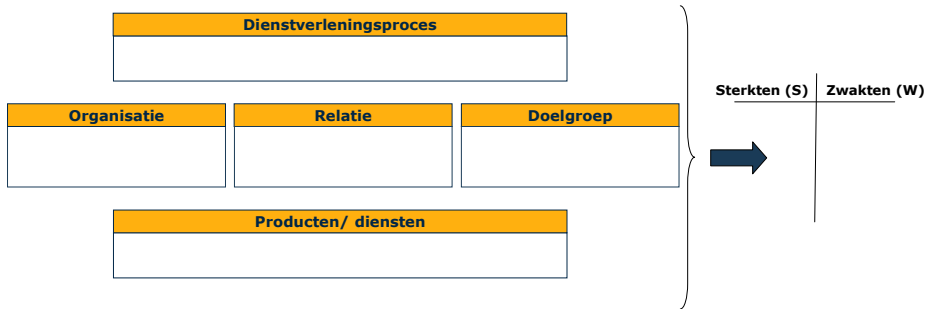 Dienstverleningsproces
Sterkten (S) Zwakten (W)
Organisatie Relatie Doelgroep
Producten/ diensten